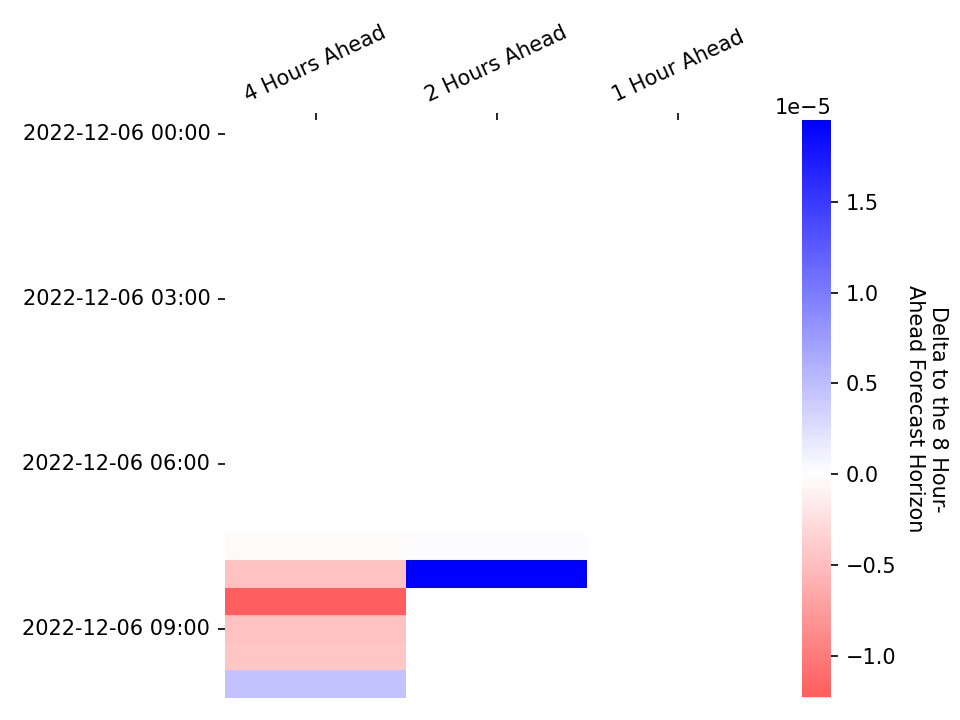 4 Hours Ahead
2 Hours Ahead
1 Hour Ahead
1e−5
2022-12-06 00:00
2022-12-06 03:00
2022-12-06 06:00
2022-12-06 09:00
1.5
1.0
0.5
0.0
−0.5
−1.0
Delta to the 8 Hour-
Ahead Forecast Horizon